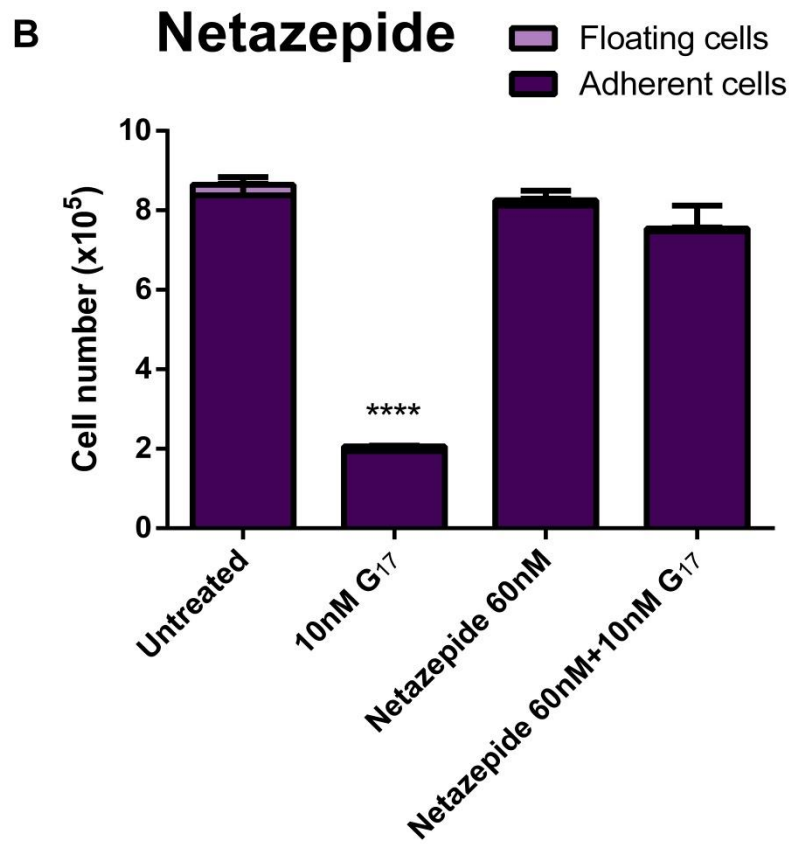 B
Netazepide
Floating cells
Adherent cells
Cell number (x10⁵)
10
8
6
4
2
0
****
Untreated
10nM G₁₇
Netazepide 60nM
Netazepide 60nM+10nM G₁₇